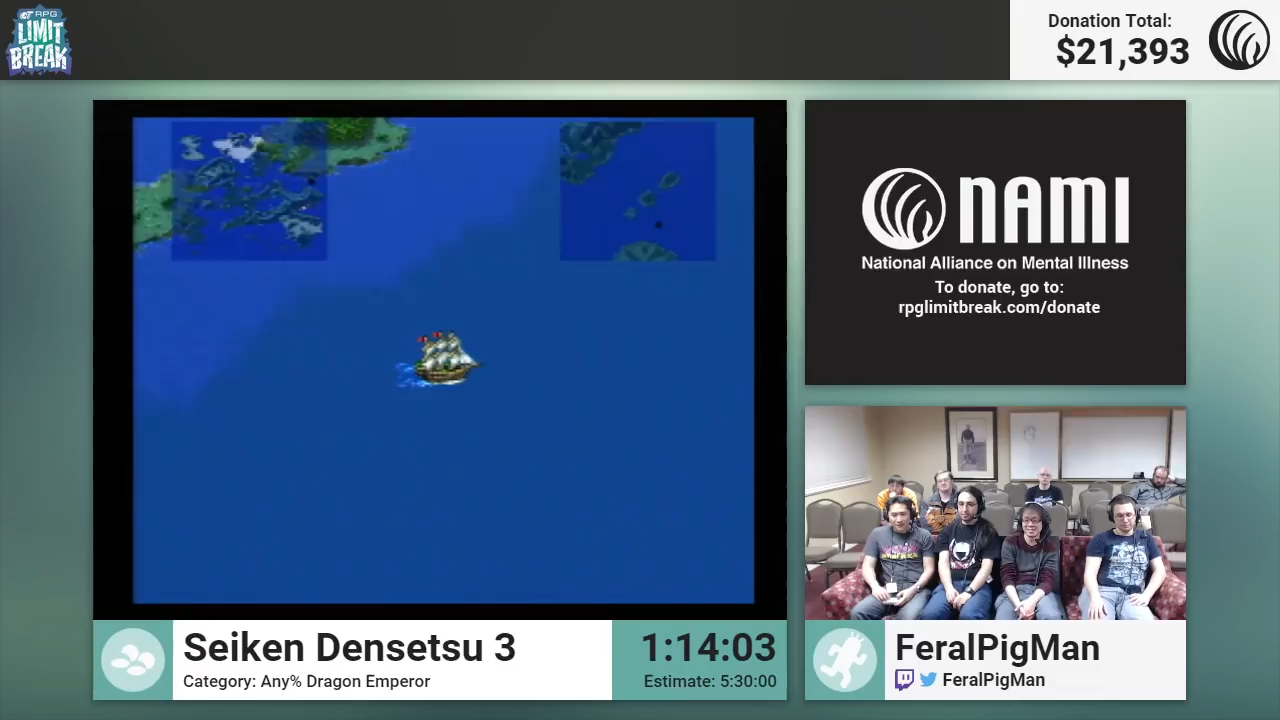 RPG
LIMIT
BREAK
Donation Total:
$21,393
NAMI
National Alliance on Mental Illness
To donate, go to:
rpglimitbreak.com/donate
Seiken Densetsu 3
Category: Any% Dragon Emperor
1:14:03
Estimate: 5:30:00
FeralPigMan
FeralPigMan